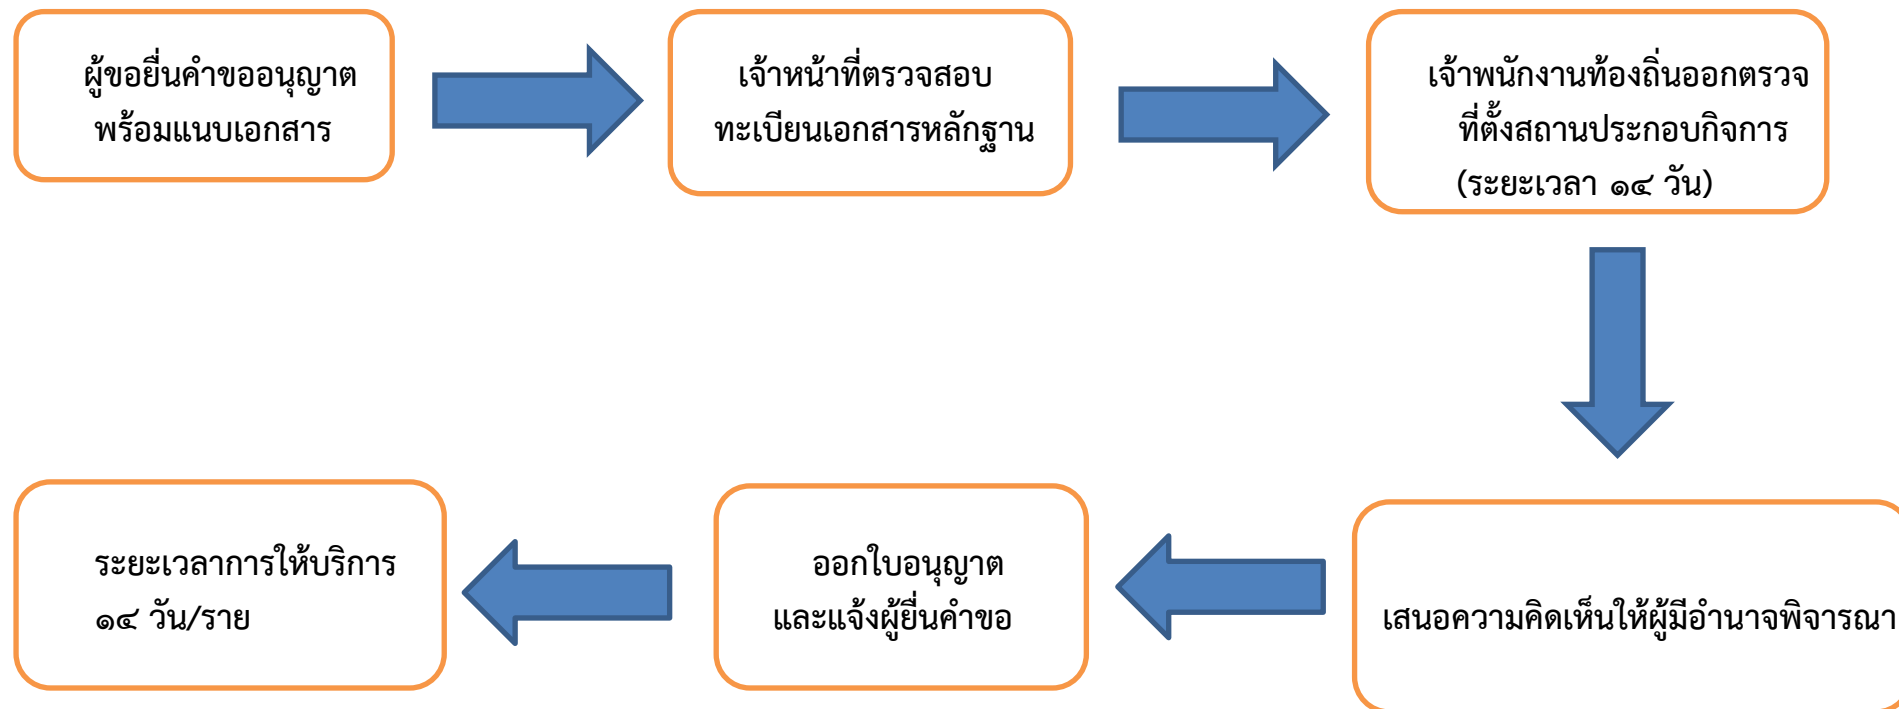 ผู้ขอยื่นคำขออนุญาต
พร้อมแนบเอกสาร
เจ้าหน้าที่ตรวจสอบ
ทะเบียนเอกสารหลักฐาน
เจ้าพนักงานท้องถิ่นออกตรวจ
ที่ตั้งสถานประกอบกิจการ
(ระยะเวลา ๑๔ วัน)
เสนอความคิดเห็นให้ผู้มีอำนาจพิจารณา
ออกใบอนุญาต
และแจ้งผู้ยื่นคำขอ
ระยะเวลาการให้บริการ
๑๔ วัน/ราย